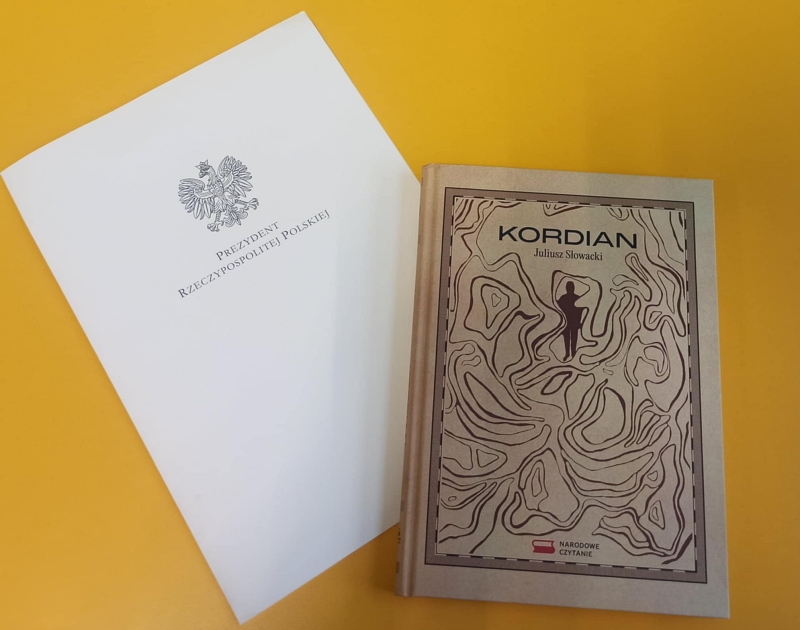 PREZYDENT
RZECZYPOSPOLITEJ POLSKIEJ
KORDIAN
Juliusz Słowacki
NARODOWE
CZYTANIE